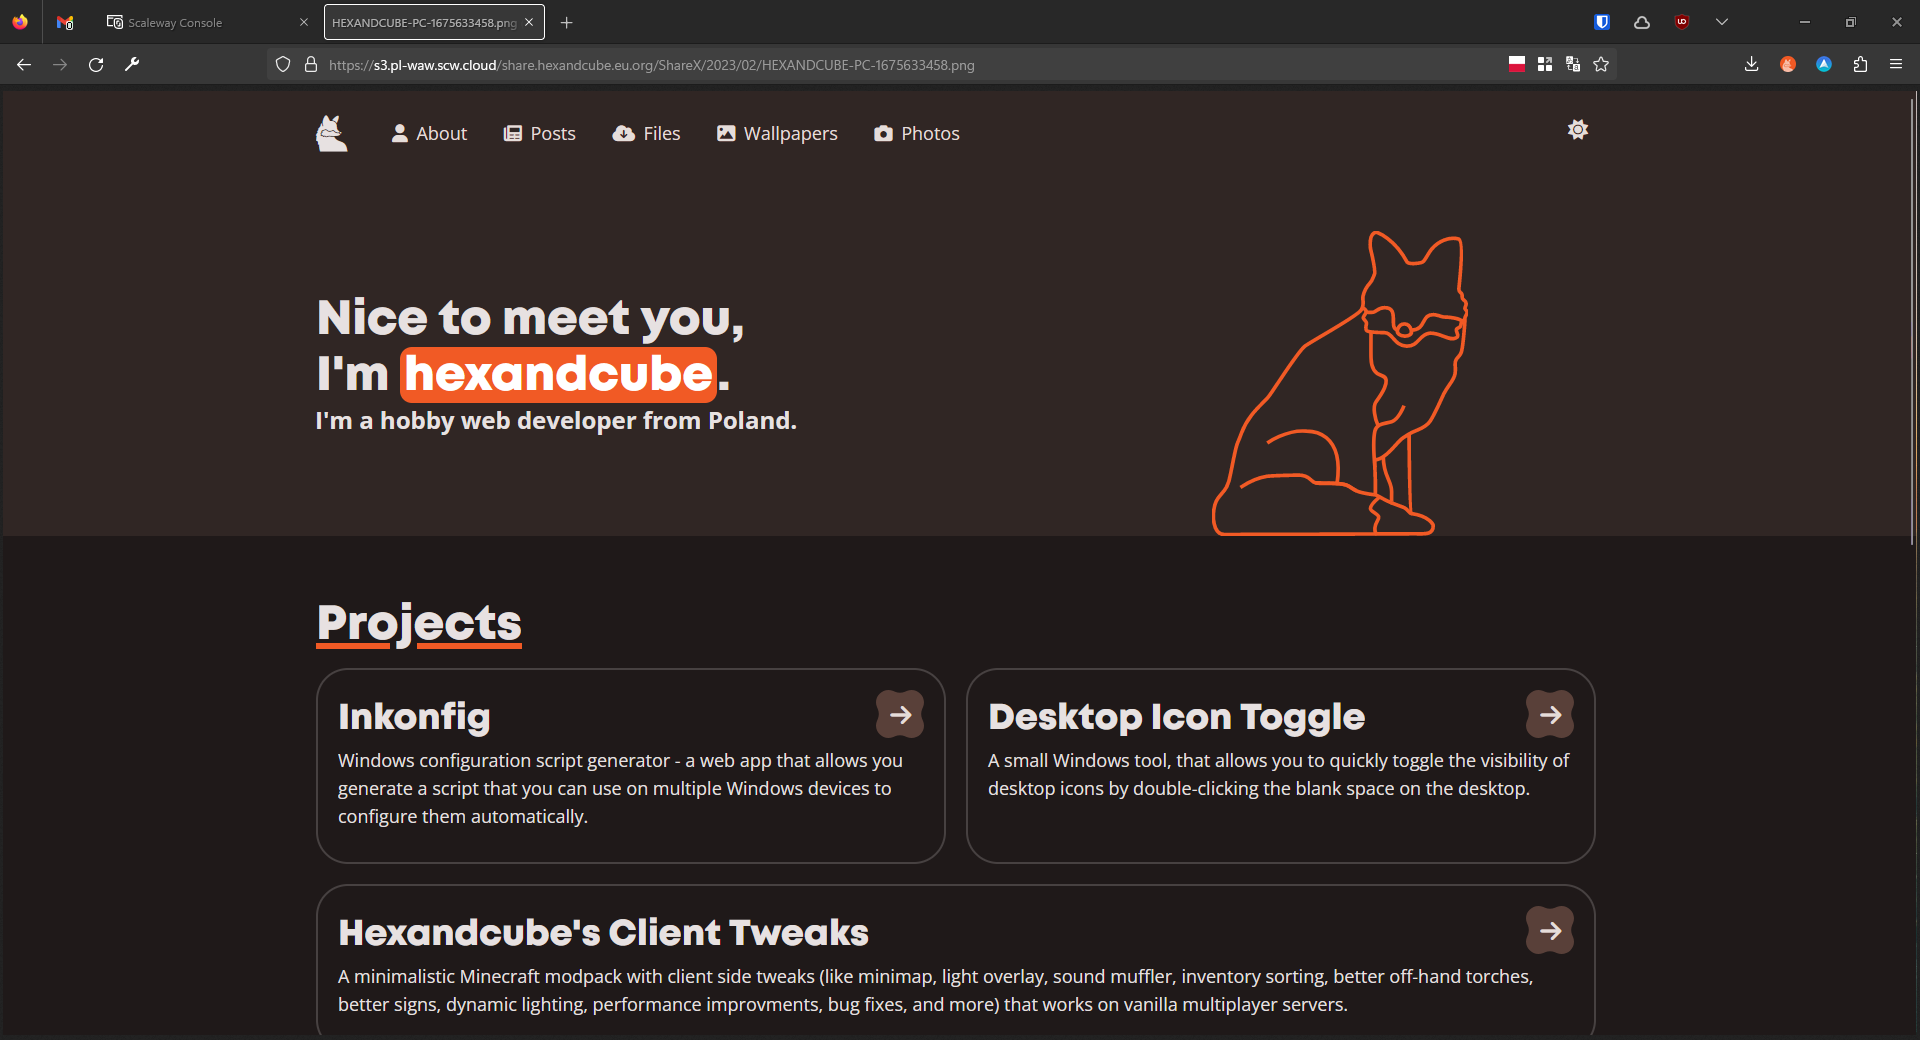 Scaleway Console
HEXANDCUBE-PC-1675633458.png
https://s3.pl-waw.scw.cloud/share.hexandcube.eu.org/ShareX/2023/02/HEXANDCUBE-PC-1675633458.png
About Posts Files Wallpapers Photos
Nice to meet you,
I'm hexandcube.
I'm a hobby web developer from Poland.
Projects
Inkonfig
Windows configuration script generator - a web app that allows you
generate a script that you can use on multiple Windows devices to
configure them automatically.
Desktop Icon Toggle
A small Windows tool, that allows you to quickly toggle the visibility of
desktop icons by double-clicking the blank space on the desktop.
Hexandcube's Client Tweaks
A minimalistic Minecraft modpack with client side tweaks (like minimap, light overlay, sound muffler, inventory sorting, better off-hand torches,
better signs, dynamic lighting, performance improvments, bug fixes, and more) that works on vanilla multiplayer servers.